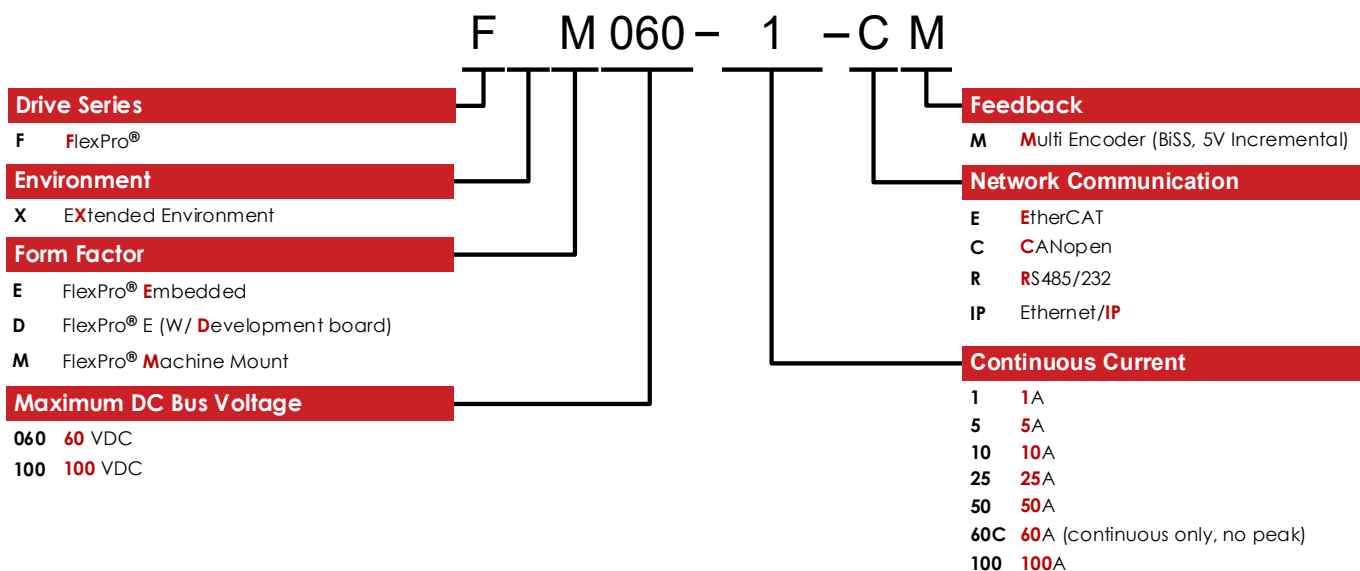 F M 060 – 1 – C M
Drive Series
F FlexPro®
Environment
X EXtended Environment
Form Factor
E FlexPro® Embedded
D FlexPro® E (W/ Development board)
M FlexPro® Machine Mount
Maximum DC Bus Voltage
060 60 VDC
100 100 VDC
Feedback
M Multi Encoder (BiSS, 5V Incremental)
Network Communication
E EtherCAT
C CANopen
R RS485/232
IP Ethernet/IP
Continuous Current
1 1A
5 5A
10 10A
25 25A
50 50A
60C 60A (continuous only, no peak)
100 100A